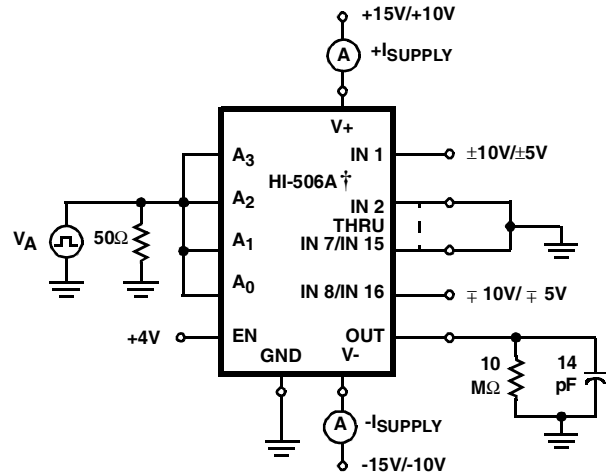 +15V/+10V
A
+ISUPPLY
V+
A3
IN 1
±10V/±5V
HI-506A†
A2
IN 2
THRU
VA
50Ω
A1
IN 7/IN 15
A0
IN 8/IN 16
∓ 10V/ ∓ 5V
+4V
EN
OUT
GND
V-
10
MΩ
14
pF
A
-ISUPPLY
-15V/-10V